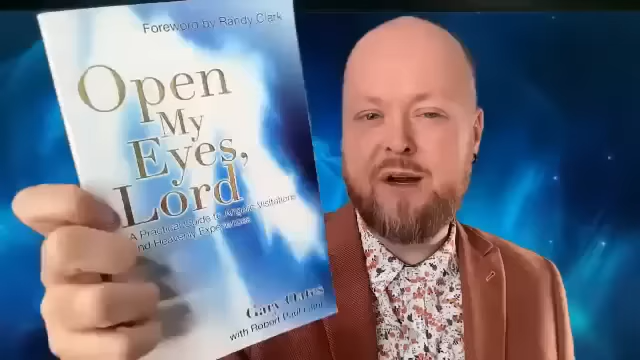 Foreword by Randy Clark
Open
My
Eyes,
Lord
A Practical Guide to Angelic Visitations
and Heavenly Experiences
Gary Oates
with Robert Paul Lamb